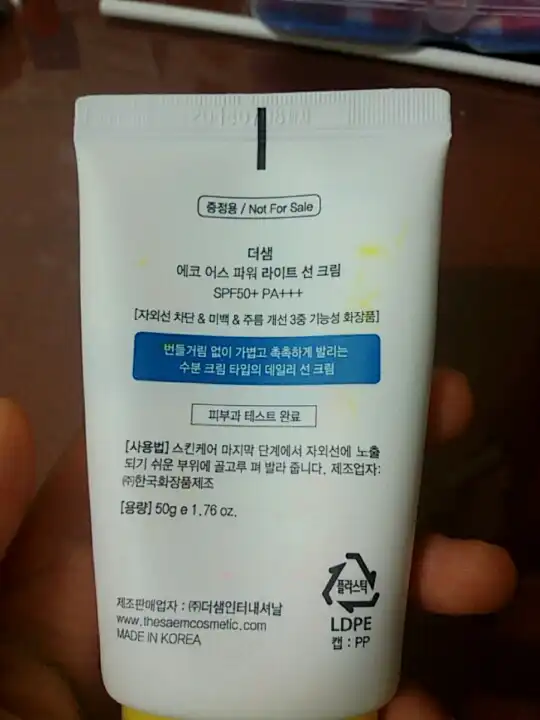 증정용 / Not For Sale
더샘
에코 어스 파워 라이트 선 크림
SPF50+ PA+++
[자외선 차단 & 미백 & 주름 개선 3중 기능성 화장품]
번들거림 없이 가볍고 촉촉하게 발리는
수분 크림 타입의 데일리 선 크림
피부과 테스트 완료
[사용법] 스킨케어 마지막 단계에서 자외선에 노출
되기 쉬운 부위에 골고루 펴 발라 줍니다. 제조업자:
㈜한국화장품제조
[용량] 50g e 1.76 oz.
제조판매업자 : ㈜더샘인터내셔날
www.thesaemcosmetic.com
MADE IN KOREA
플라스틱
LDPE
캡 : PP